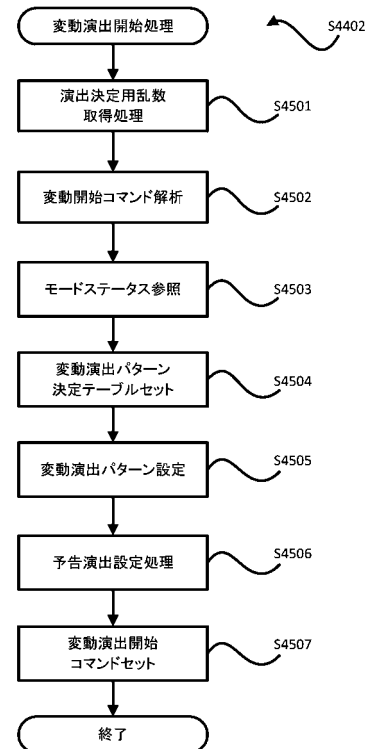 変動演出開始処理
S4402
演出決定用乱数
取得処理
S4501
変動開始コマンド解析
S4502
モードステータス参照
S4503
変動演出パターン
決定テーブルセット
S4504
変動演出パターン設定
S4505
予告演出設定処理
S4506
変動演出開始
コマンドセット
S4507
終了